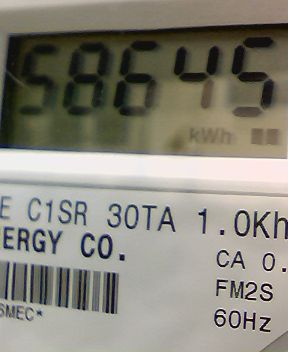 58645
kWh
E C1SR 30TA 1.0Kh
ERGY CO.
CA 0.
FM2S
60Hz
SMEC*